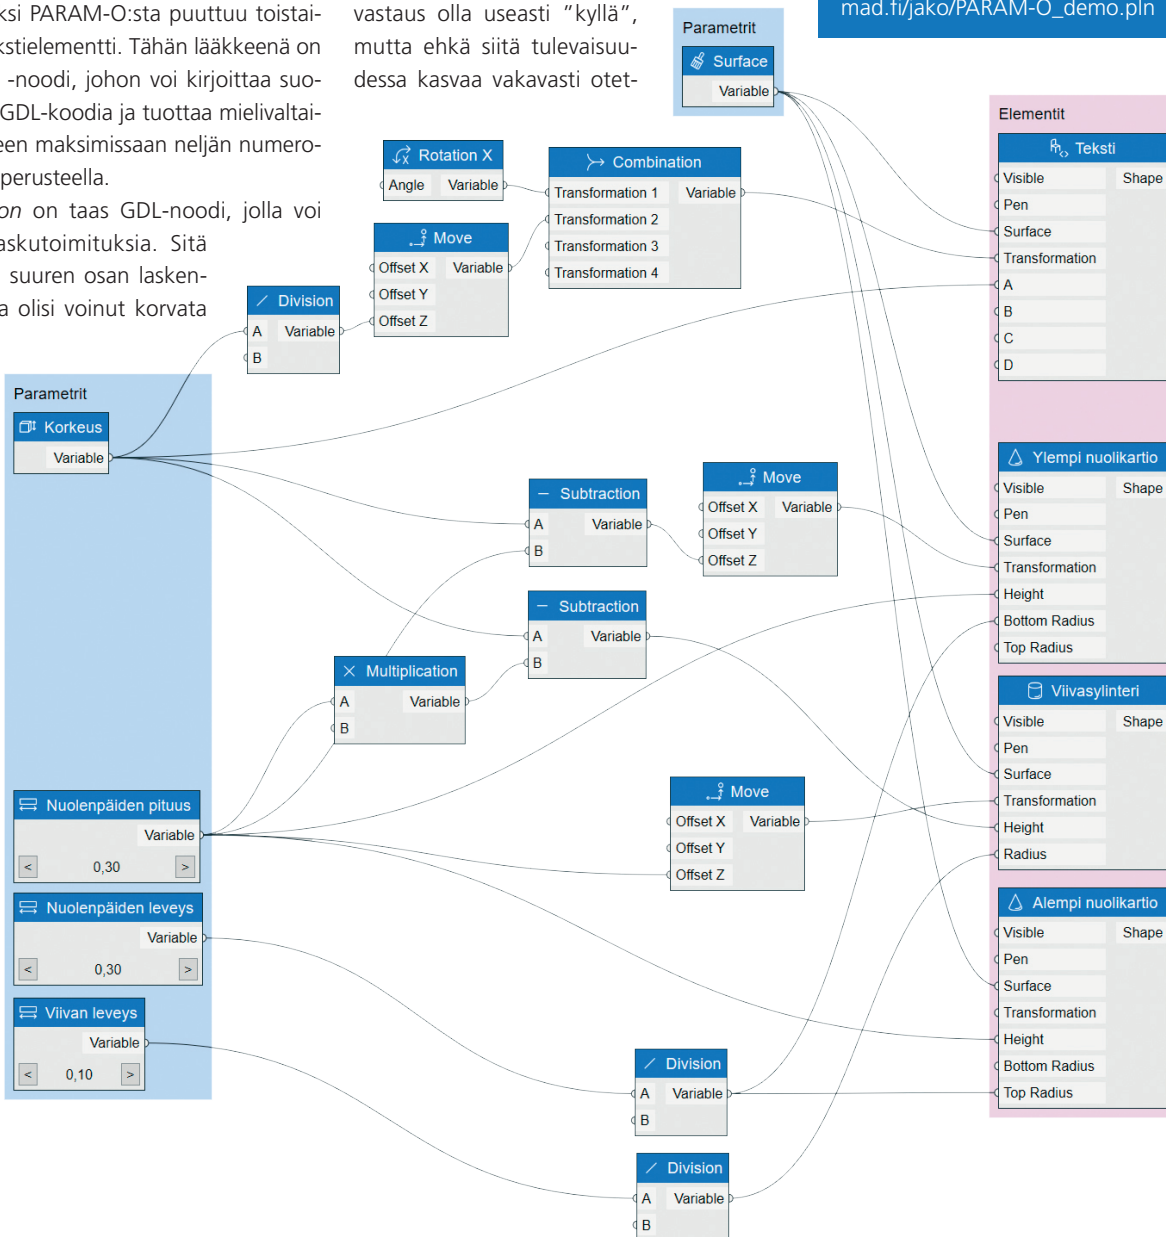 ksi PARAM-O:sta puuttuu toistai-
kstielementti. Tähän lääkkeenä on
-noodi, johon voi kirjoittaa suo-
GDL-koodia ja tuottaa mielivaltai-
een maksimissaan neljän numero-
perusteella.
on on taas GDL-noodi, jolla voi
askutoimituksia. Sitä
suuren osan lasken-
a olisi voinut korvata
vastaus olla useasti ”kyllä”,
mutta ehkä siitä tulevaisuu-
dessa kasvaa vakavasti otet-
mad.fi/jako/PARAM-O_demo.pln
Parametrit
Surface
Variable
Rotation X
Angle Variable
Combination
Transformation 1 Variable
Transformation 2
Transformation 3
Transformation 4
Move
Offset X Variable
Offset Y
Offset Z
Division
A Variable
B
Parametrit
Korkeus
Variable
Subtraction
A Variable
B
Move
Offset X Variable
Offset Y
Offset Z
Subtraction
A Variable
B
Multiplication
A Variable
B
Nuolenpäiden pituus
Variable
< 0,30 >
Nuolenpäiden leveys
Variable
< 0,30 >
Viivan leveys
Variable
< 0,10 >
Move
Offset X Variable
Offset Y
Offset Z
Division
A Variable
B
Division
A Variable
B
Elementit
Teksti
Visible Shape
Pen
Surface
Transformation
A
B
C
D
Ylempi nuolikartio
Visible Shape
Pen
Surface
Transformation
Height
Bottom Radius
Top Radius
Viivasylinteri
Visible Shape
Pen
Surface
Transformation
Height
Radius
Alempi nuolikartio
Visible Shape
Pen
Surface
Transformation
Height
Bottom Radius
Top Radius